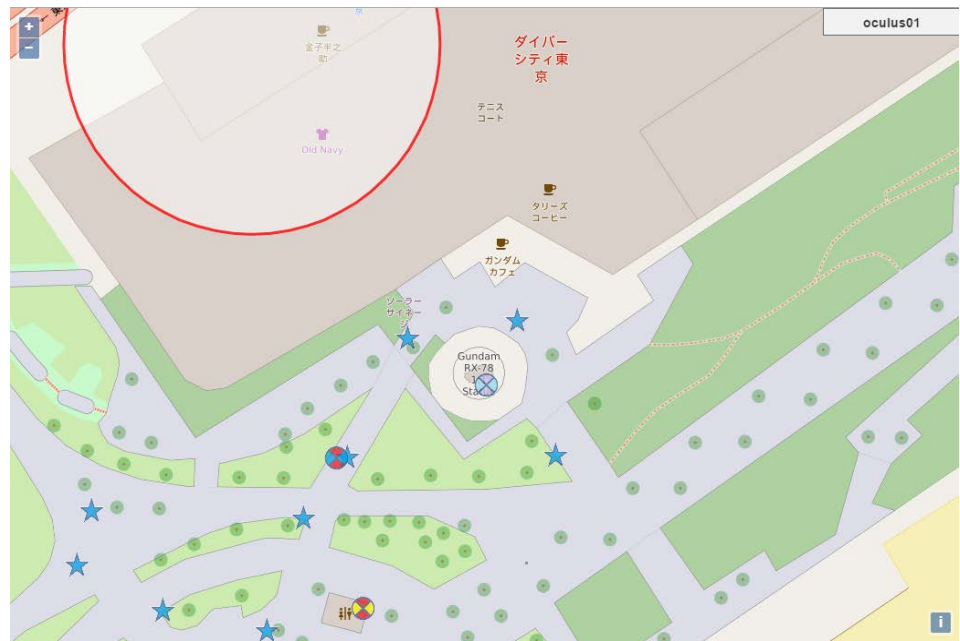 +
−
京
金子半之
助
Old Navy
ダイバー
シティ東
京
テニス
コート
タリーズ
コーヒー
ガンダム
カフェ
ソーラー
サイネー
ジ
Gundam
RX-78
oculus01
i